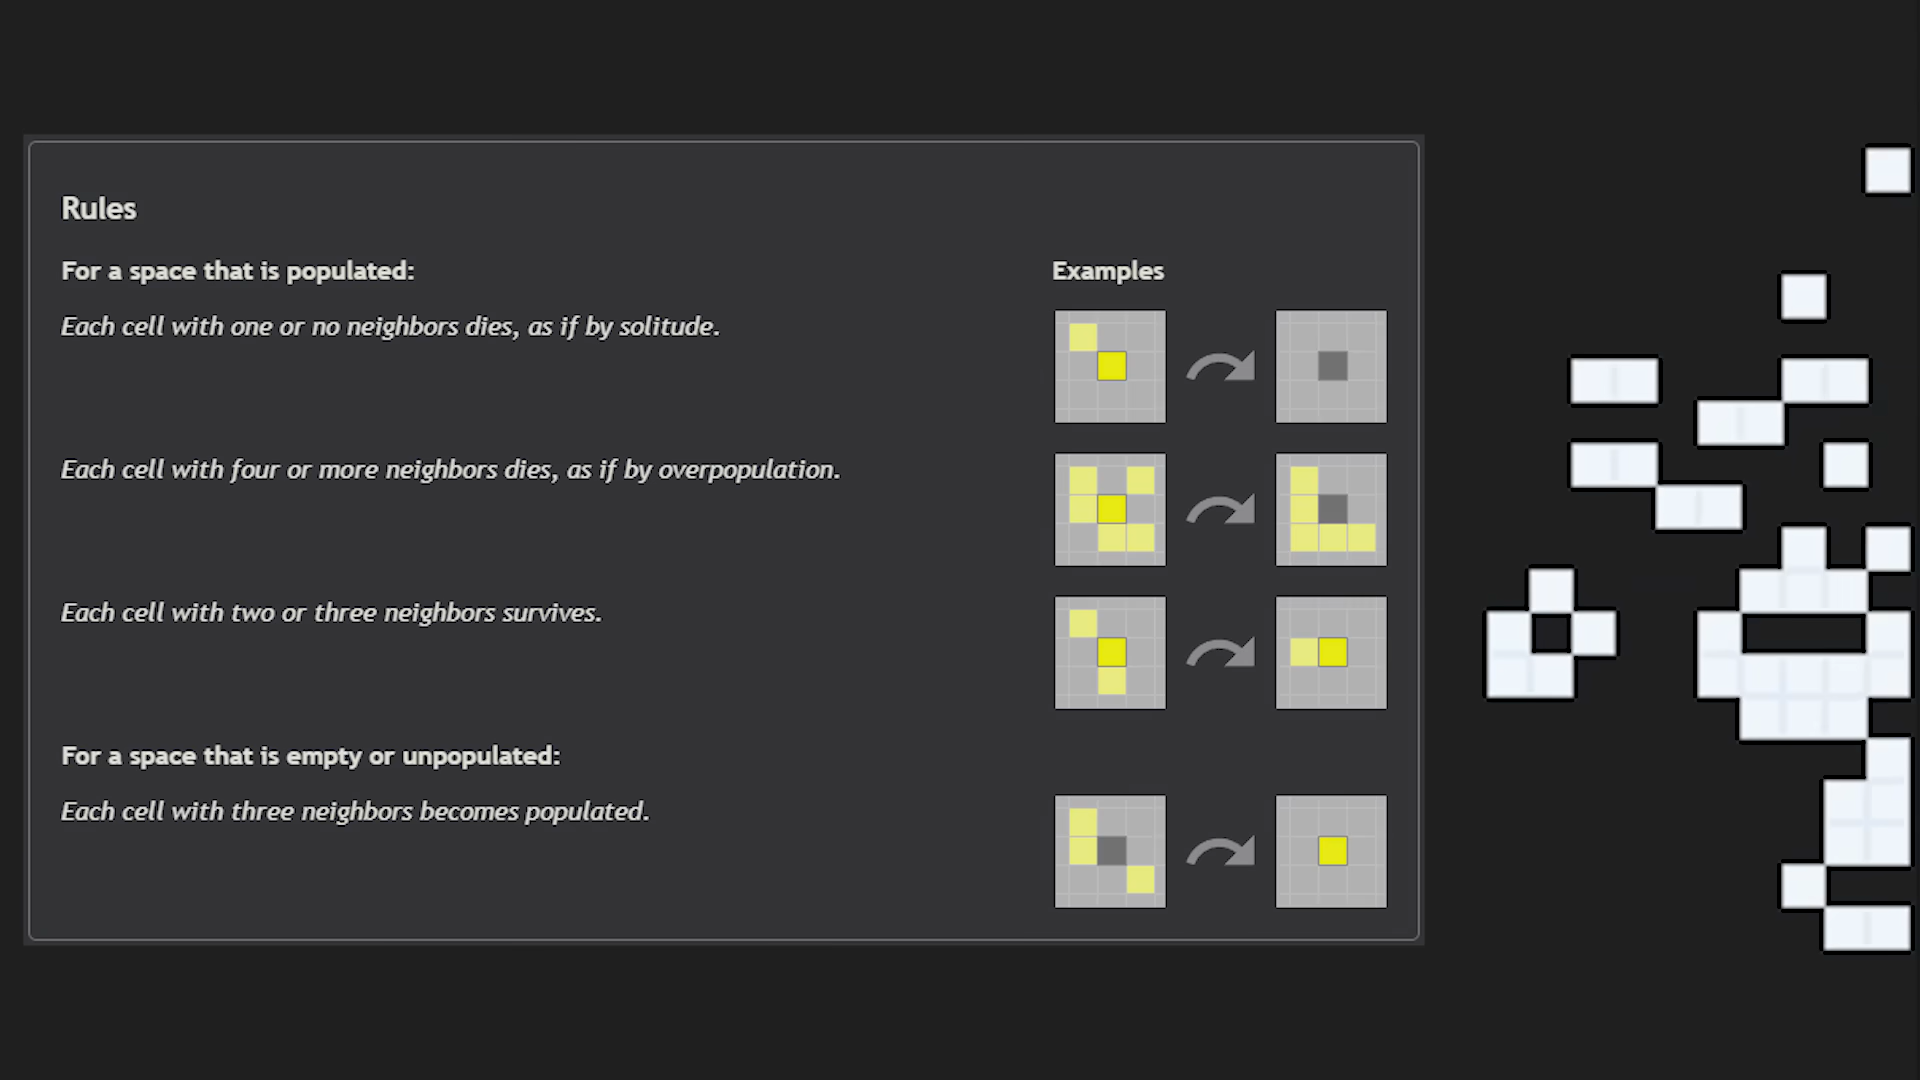 Rules
For a space that is populated:
Examples
Each cell with one or no neighbors dies, as if by solitude.
Each cell with four or more neighbors dies, as if by overpopulation.
Each cell with two or three neighbors survives.
For a space that is empty or unpopulated:
Each cell with three neighbors becomes populated.